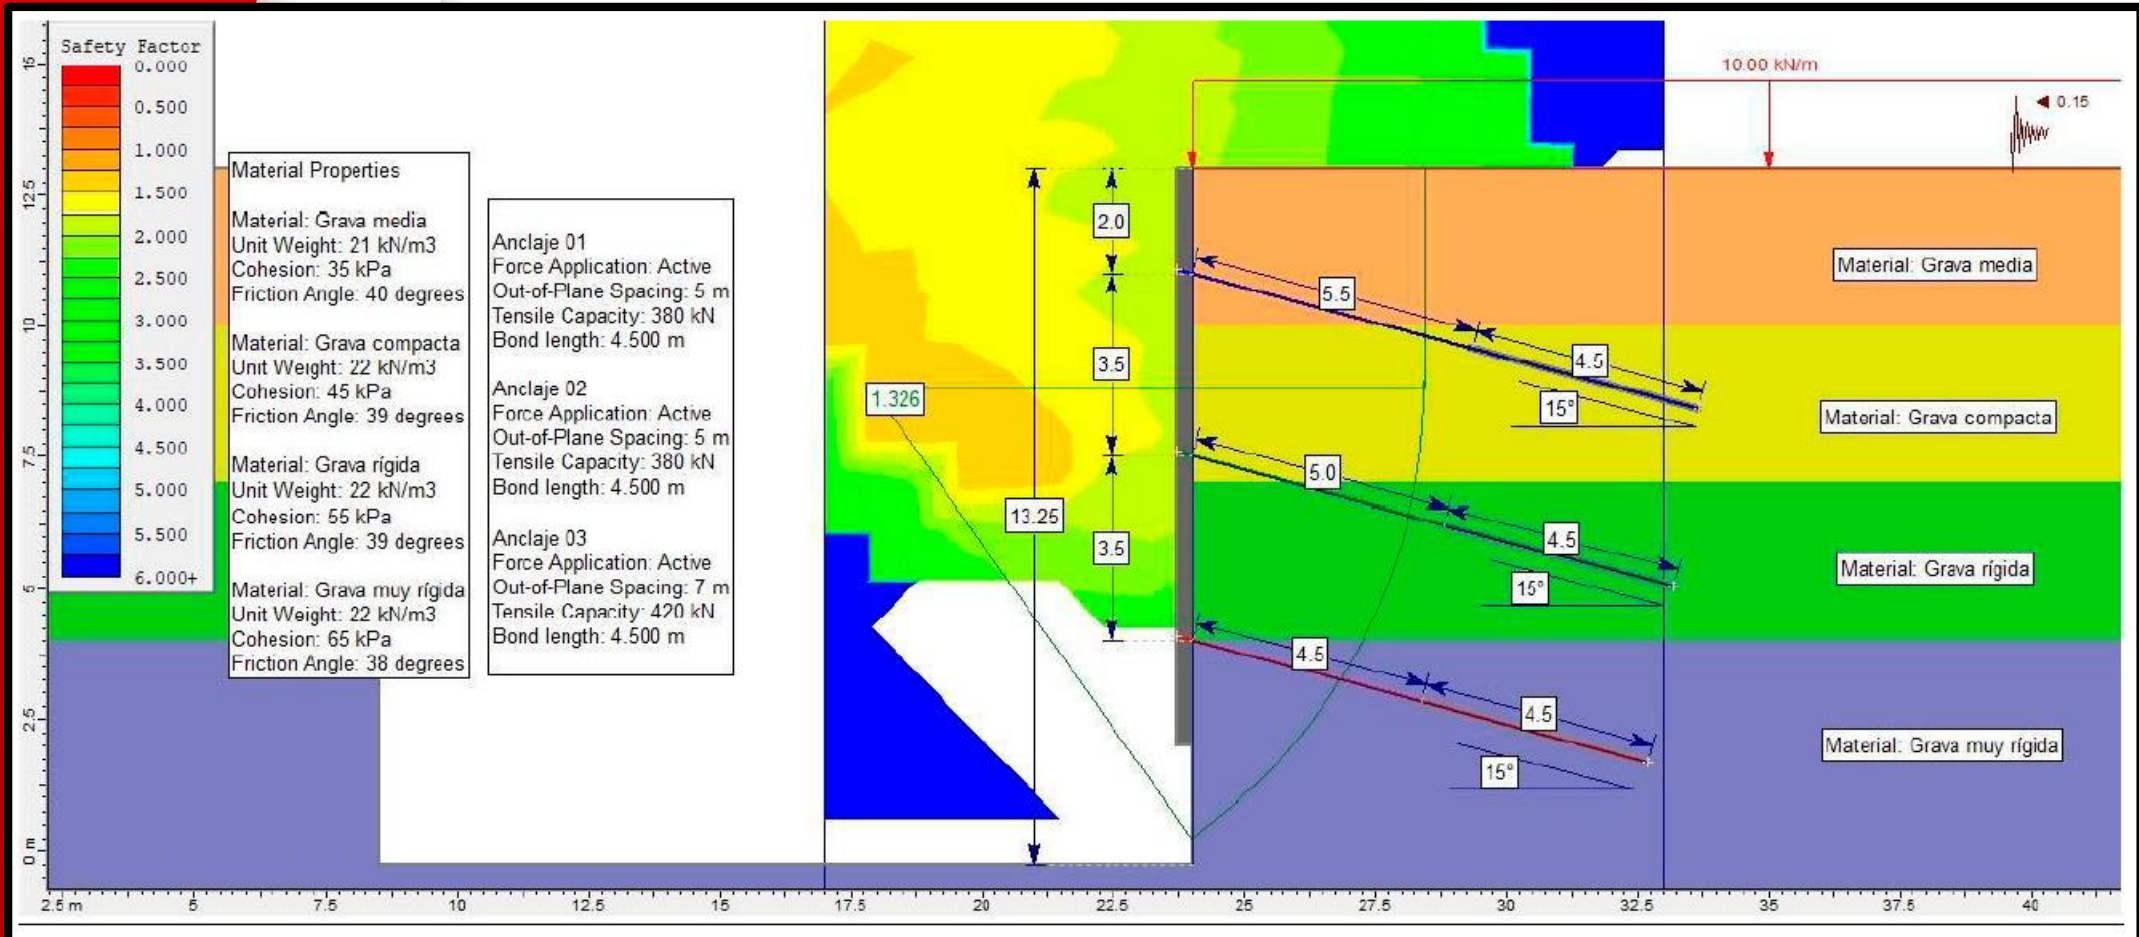 Safety Factor
0.000
0.500
1.000
1.500
2.000
2.500
3.000
3.500
4.000
4.500
5.000
5.500
6.000+
Material Properties
Material: Grava media
Unit Weight: 21 kN/m3
Cohesion: 35 kPa
Friction Angle: 40 degrees
Material: Grava compacta
Unit Weight: 22 kN/m3
Cohesion: 45 kPa
Friction Angle: 39 degrees
Material: Grava rígida
Unit Weight: 22 kN/m3
Cohesion: 55 kPa
Friction Angle: 39 degrees
Material: Grava muy rígida
Unit Weight: 22 kN/m3
Cohesion: 65 kPa
Friction Angle: 38 degrees
Anclaje 01
Force Application: Active
Out-of-Plane Spacing: 5 m
Tensile Capacity: 380 kN
Bond length: 4.500 m
Anclaje 02
Force Application: Active
Out-of-Plane Spacing: 5 m
Tensile Capacity: 380 kN
Bond length: 4.500 m
Anclaje 03
Force Application: Active
Out-of-Plane Spacing: 7 m
Tensile Capacity: 420 kN
Bond length: 4.500 m
1.326
13.25
2.0
3.5
3.5
10.00 kN/m
0.15
5.5
4.5
15°
5.0
4.5
15°
4.5
4.5
15°
Material: Grava media
Material: Grava compacta
Material: Grava rígida
Material: Grava muy rígida
15
12.5
10
7.5
5
2.5
0 m
2.5 m
5
7.5
10
12.5
15
17.5
20
22.5
25
27.5
30
32.5
35
37.5
40